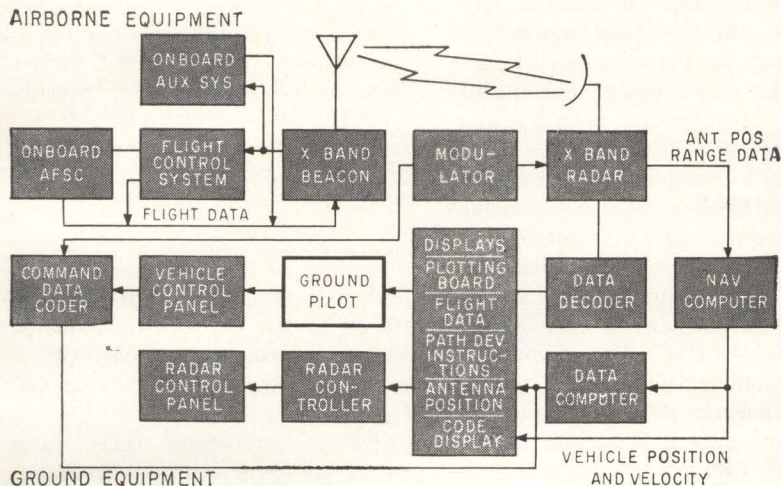 AIRBORNE EQUIPMENT
ONBOARD
AUX SYS
ONBOARD
AFSC
FLIGHT
CONTROL
SYSTEM
X BAND
BEACON
MODU-
LATOR
X BAND
RADAR
ANT POS
RANGE DATA
FLIGHT DATA
COMMAND
DATA
CODER
VEHICLE
CONTROL
PANEL
GROUND
PILOT
DISPLAYS
PLOTTING
BOARD
FLIGHT
DATA
PATH DEV
INSTRUC-
TIONS
ANTENNA
POSITION
CODE
DISPLAY
DATA
DECODER
NAV
COMPUTER
RADAR
CONTROL
PANEL
RADAR
CON-
TROLLER
DATA
COMPUTER
VEHICLE POSITION
AND VELOCITY
GROUND EQUIPMENT